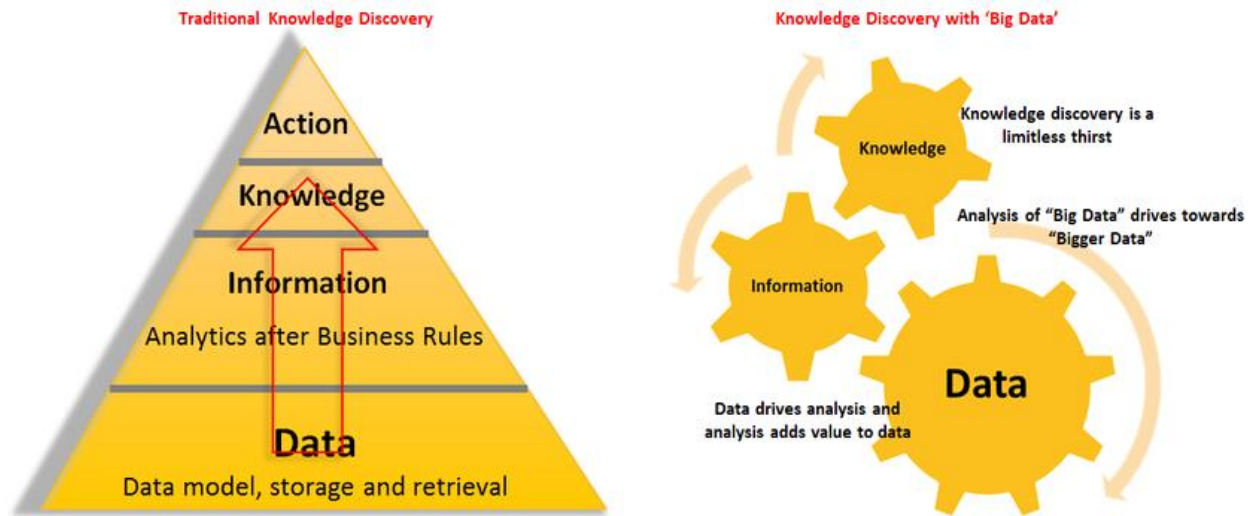 Traditional Knowledge Discovery
Action
Knowledge
Information
Analytics after Business Rules
Data
Data model, storage and retrieval
Knowledge Discovery with ‘Big Data’
Knowledge
Knowledge discovery is a
limitless thirst
Analysis of “Big Data” drives towards
“Bigger Data”
Information
Data
Data drives analysis and
analysis adds value to data